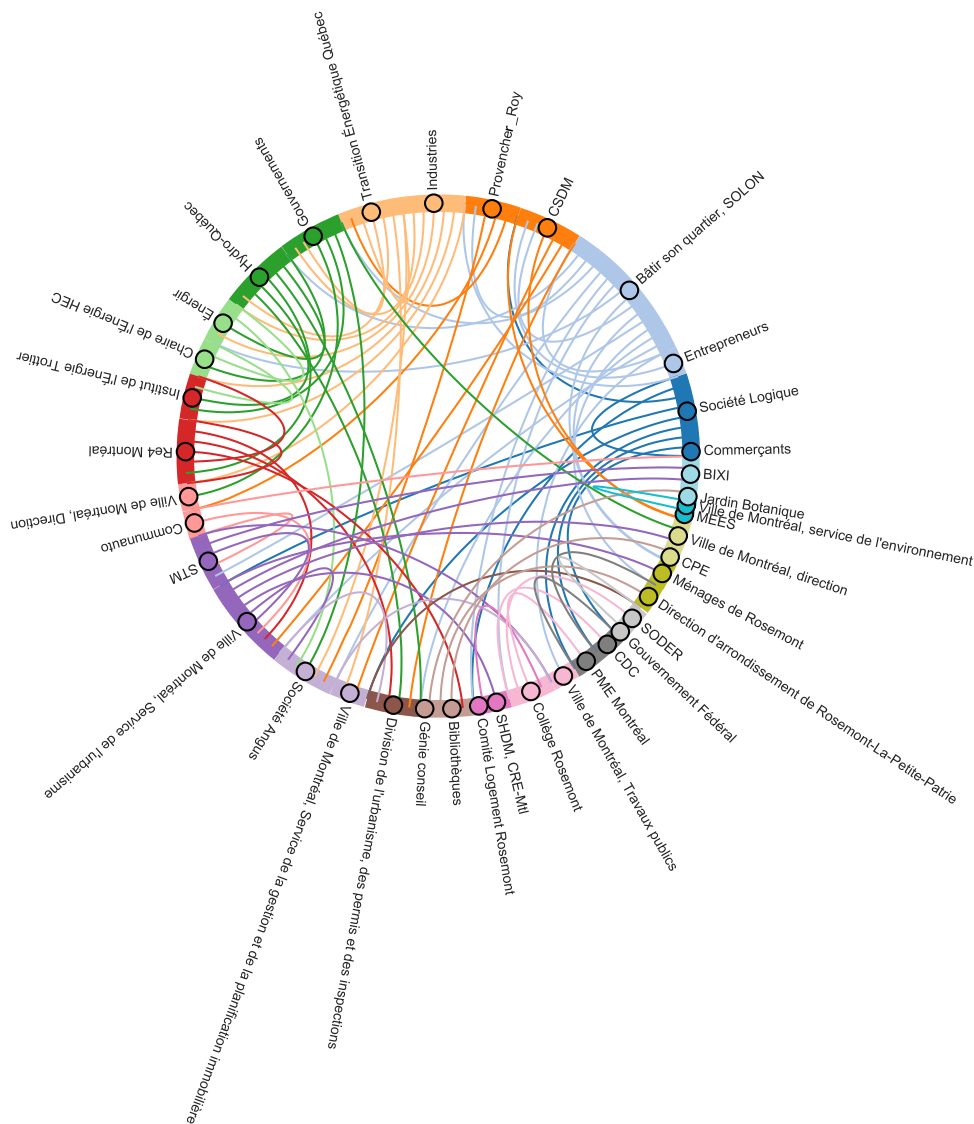 Transition Énergétique Québec
Industries
Provencher_Roy
CSDM
Bâtir son quartier, SOLON
Entrepreneurs
Société Logique
Commerçants
BIXI
Jardin Botanique
Ville de Montréal, service de l'environnement
MEES
Ville de Montréal, direction
CPE
Ménages de Rosemont
Direction d'arrondissement de Rosemont-La-Petite-Patrie
SODER
Gouvernement Fédéral
CDC
PME Montréal
Ville de Montréal, Travaux publics
Collège Rosemont
SHDM, CRE-Mtl
Comité Logement Rosemont
Bibliothèques
Génie conseil
Division de l'urbanisme, des permis et des inspections
Ville de Montréal, Service de la gestion et de la planification immobilière
Société Angus
Ville de Montréal, Service de l'urbanisme
STM
Communauto
Ville de Montréal, Direction
Re4 Montréal
Institut de l'Énergie Trottier
Chaire de l'Énergie HEC
Énergir
Hydro-Québec
Gouvernements